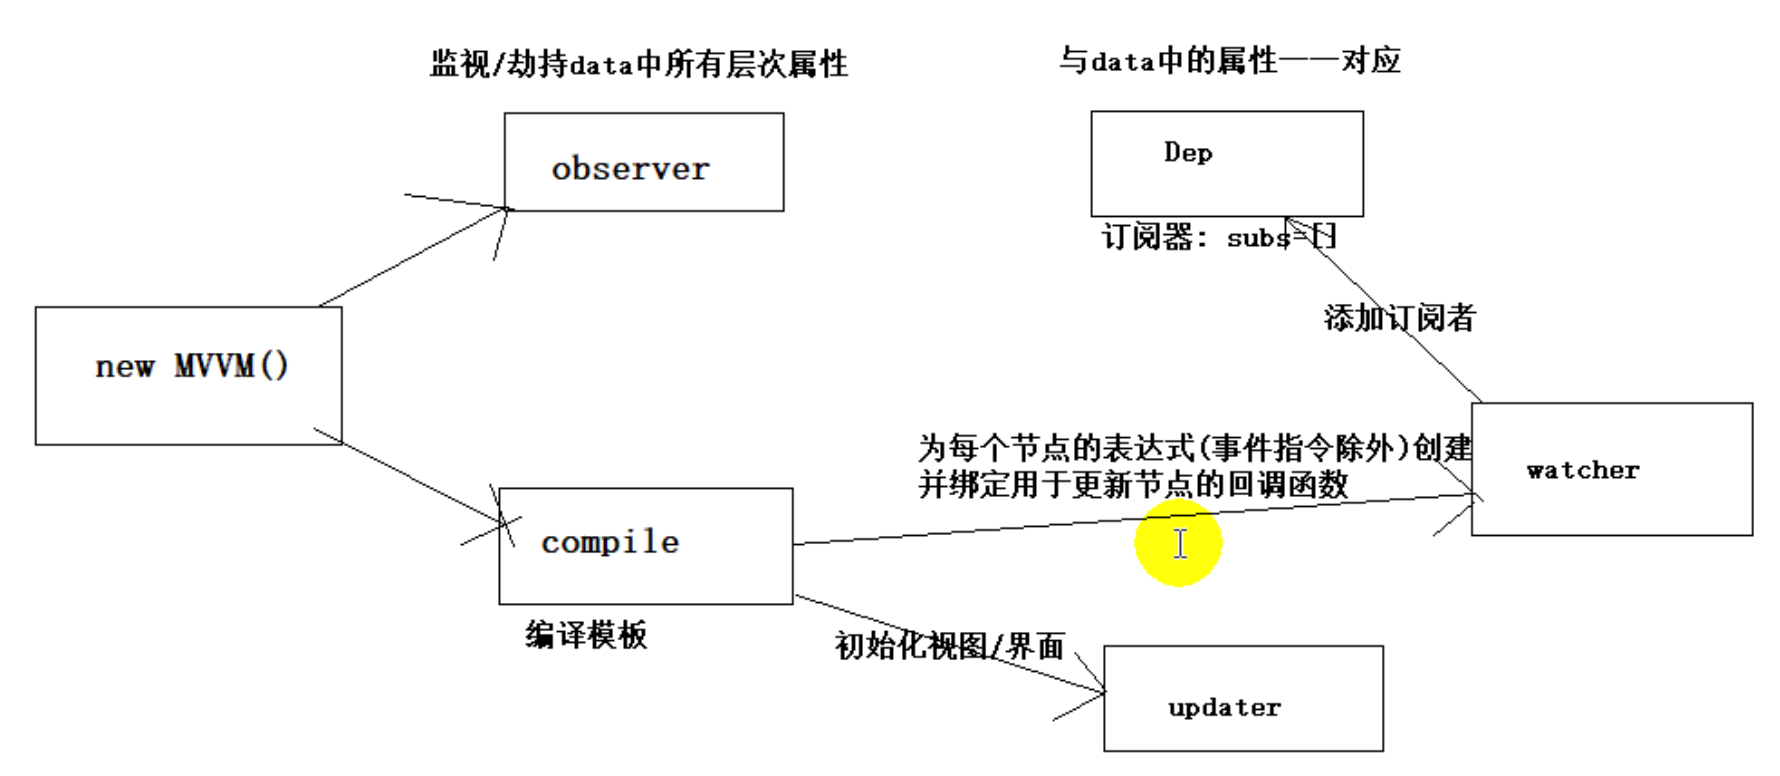 监视/劫持data中所有层次属性
与data中的属性一一对应
observer
Dep
订阅器: subs=[]
添加订阅者
new MVVM()
为每个节点的表达式(事件指令除外)创建
并绑定用于更新节点的回调函数
watcher
compile
编译模板
初始化视图/界面
updater